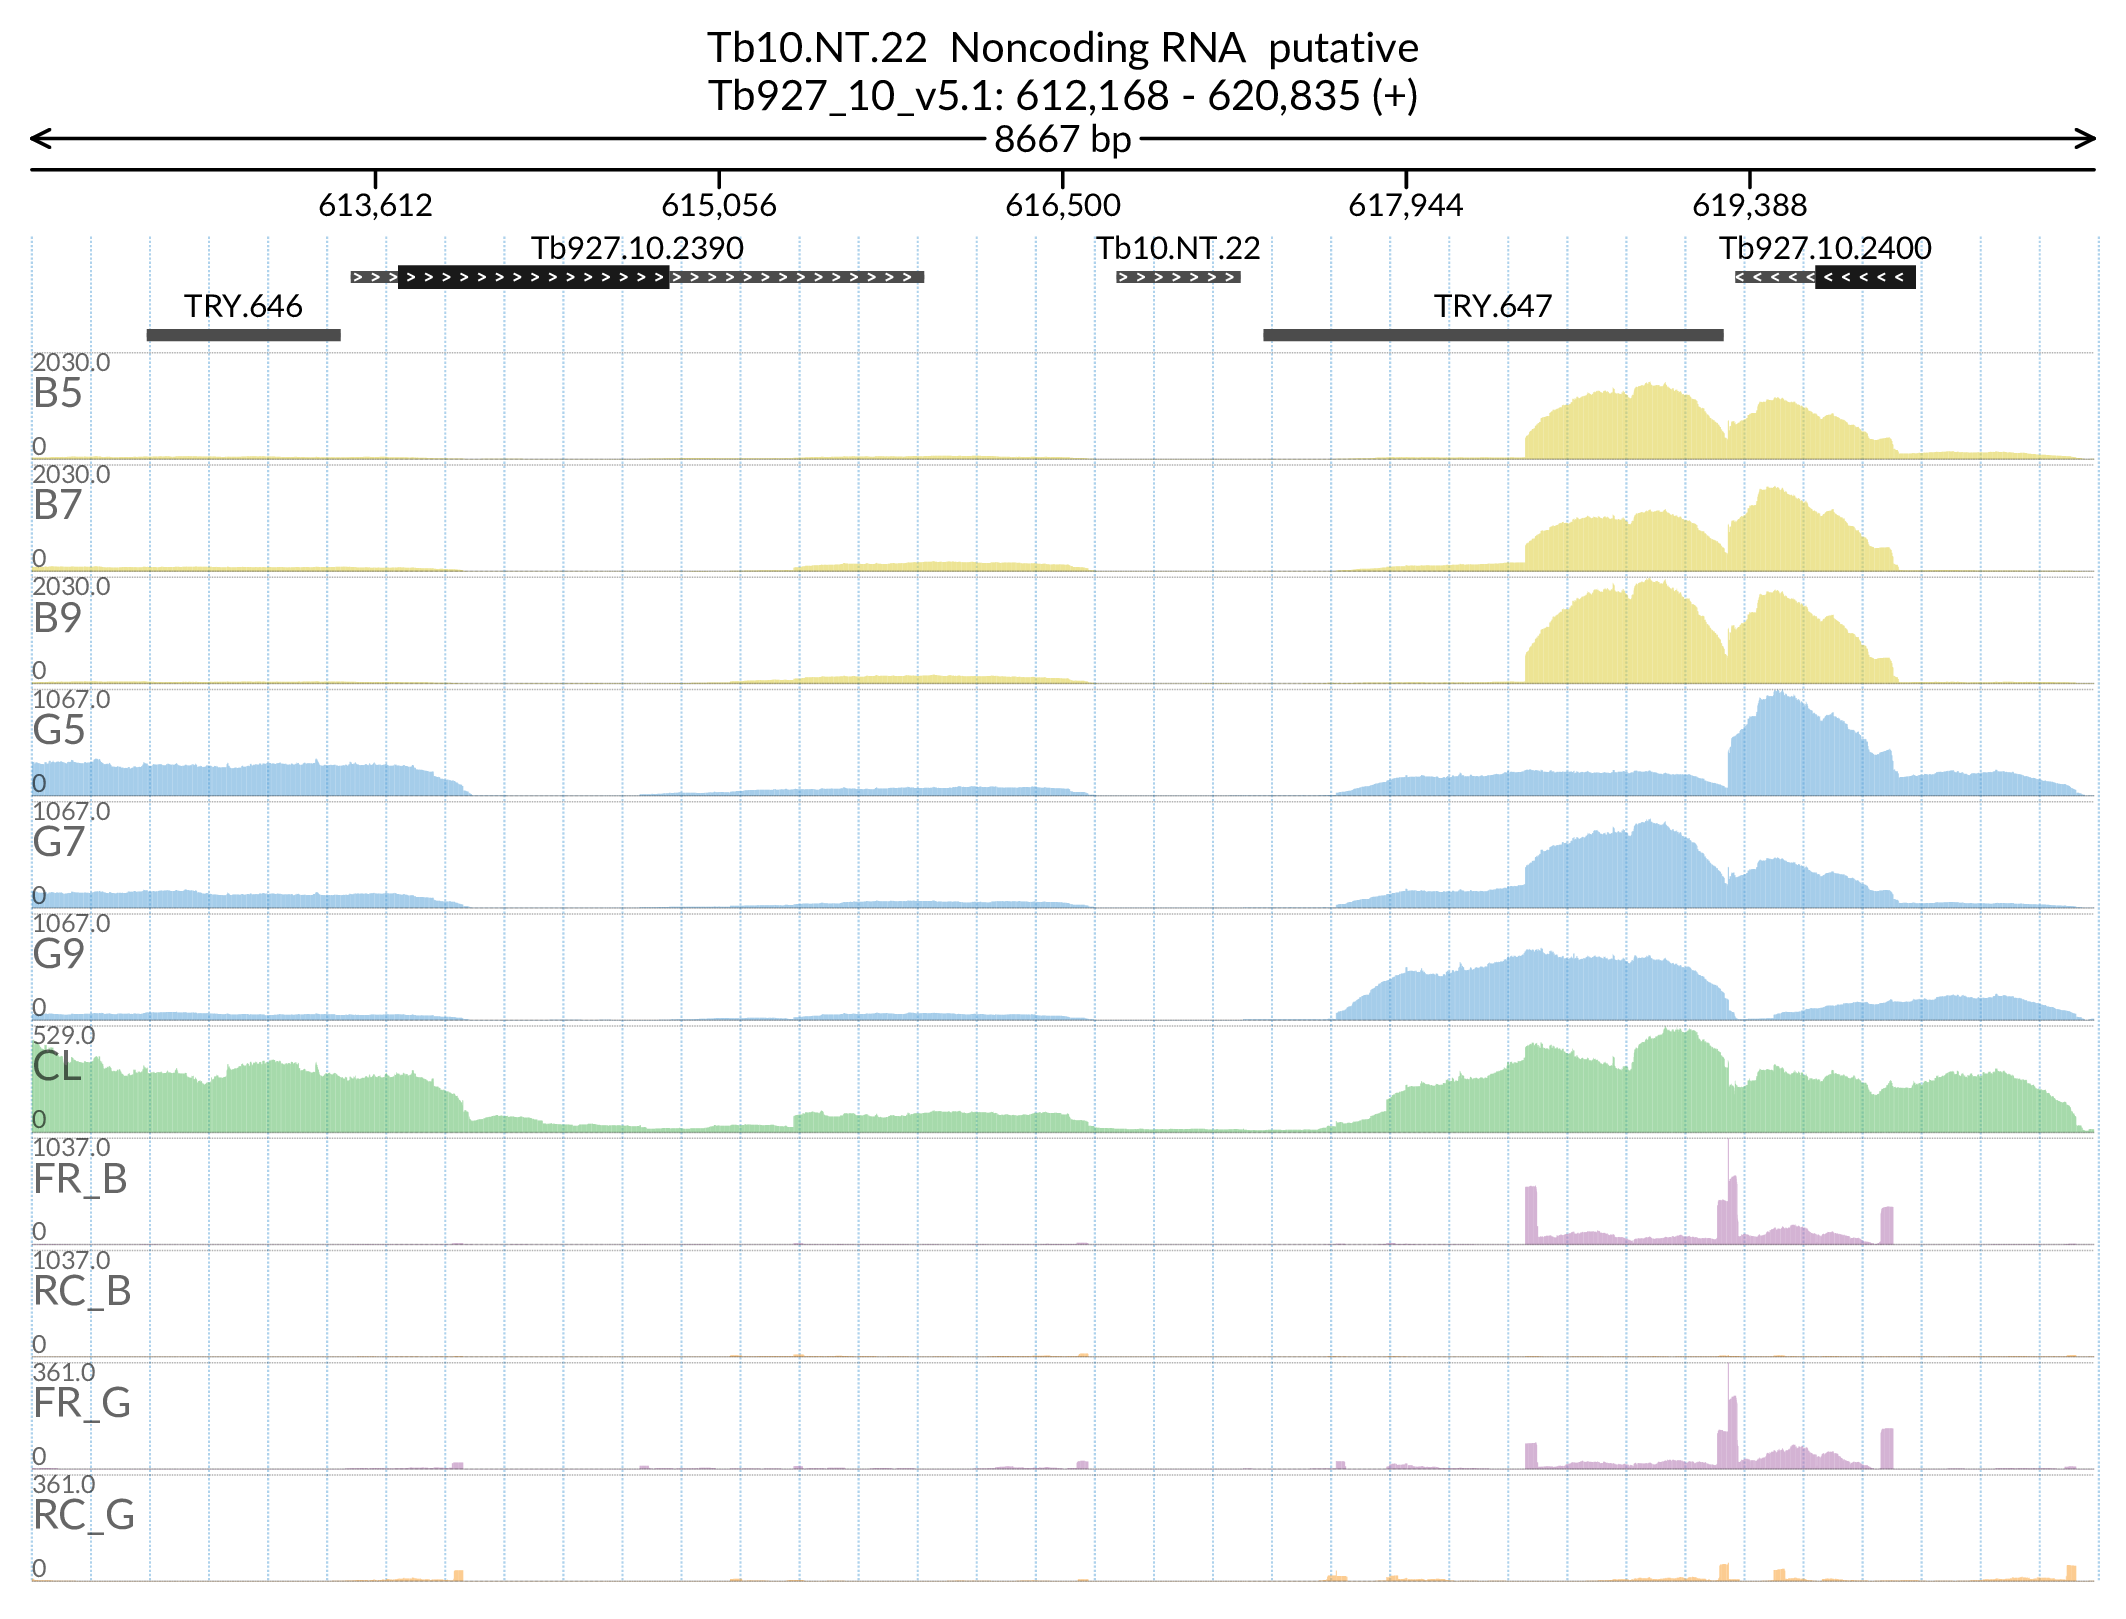 Tb10.NT.22 Noncoding RNA putative
Tb927_10_v5.1: 612,168 - 620,835 (+)
8667 bp
613,612 615,056 616,500 617,944 619,388
Tb927.10.2390 Tb10.NT.22 Tb927.10.2400
TRY.646 TRY.647
2030.0
B5
0
2030.0
B7
0
2030.0
B9
0
1067.0
G5
0
1067.0
G7
0
1067.0
G9
0
529.0
CL
0
1037.0
FR_B
0
1037.0
RC_B
0
361.0
FR_G
0
361.0
RC_G
0